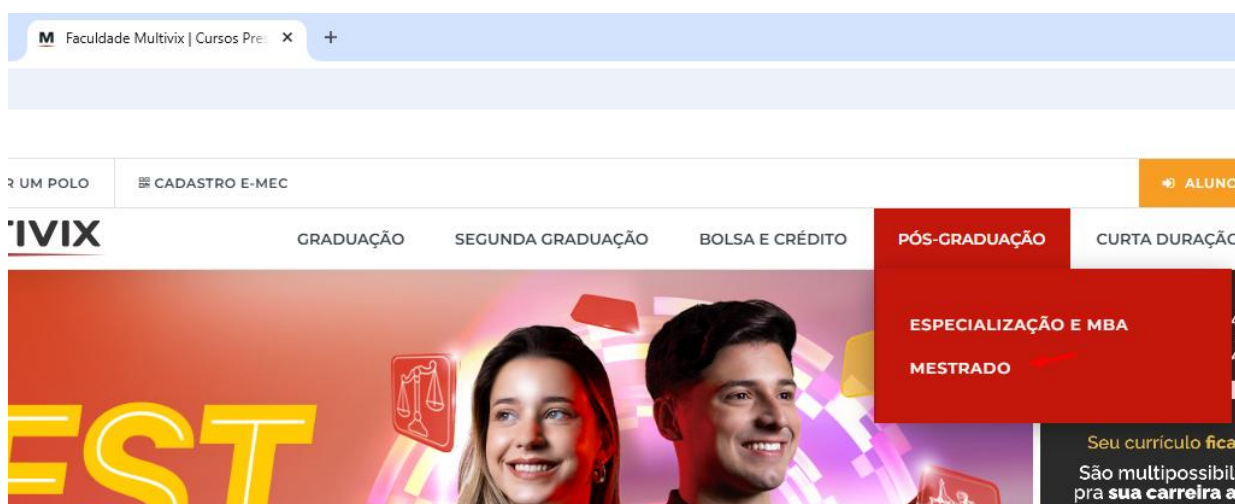 M Faculdade Multivix | Cursos Pre
R UM POLO
CADASTRO E-MEC
ALUNO
TIVIX
GRADUAÇÃO
SEGUNDA GRADUAÇÃO
BOLSA E CRÉDITO
PÓS-GRADUAÇÃO
CURTA DURAÇÃO
ESPECIALIZAÇÃO E MBA
MESTRADO
EST
Seu currículo fica
São multipossibil
pra sua carreira a